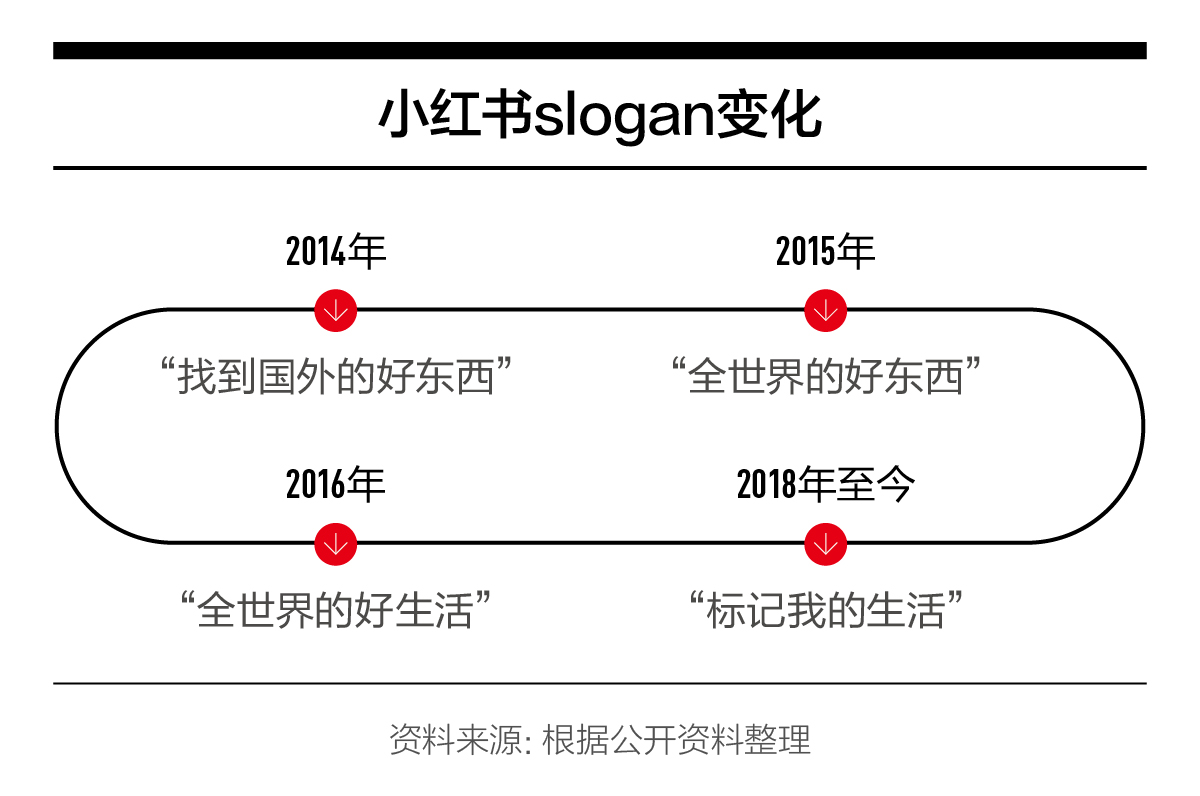 小红书slogan变化
2014年
2015年
“找到国外的好东西”
“全世界的好东西”
2016年
2018年至今
“全世界的好生活”
“标记我的生活”
资料来源: 根据公开资料整理